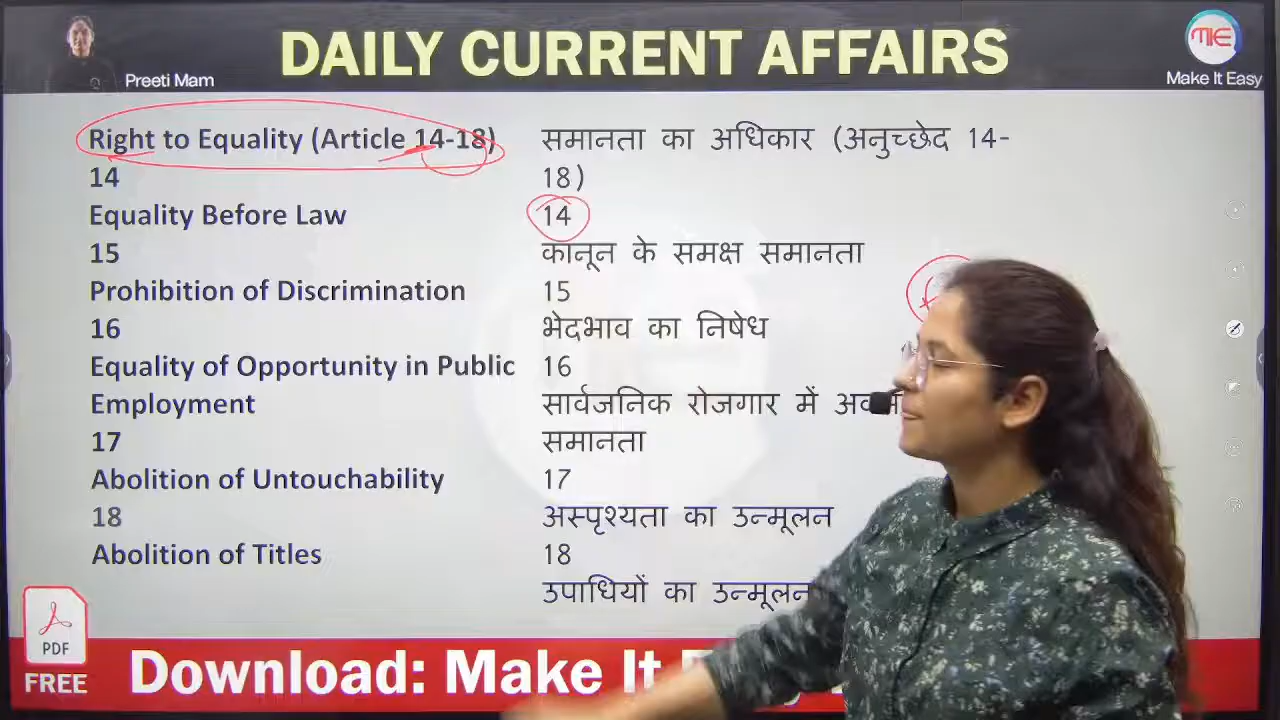 DAILY CURRENT AFFAIRS
Preeti Mam
Make It Easy
Right to Equality (Article 14-18)
14
Equality Before Law
15
Prohibition of Discrimination
16
Equality of Opportunity in Public
Employment
17
Abolition of Untouchability
18
Abolition of Titles
समानता का अधिकार (अनुच्छेद 14-
18)
14
कानून के समक्ष समानता
15
भेदभाव का निषेध
16
सार्वजनिक रोजगार में
समानता
17
अस्पृश्यता का उन्मूलन
18
उपाधियों का उन्मूलन
PDF
FREE
Download: Make It